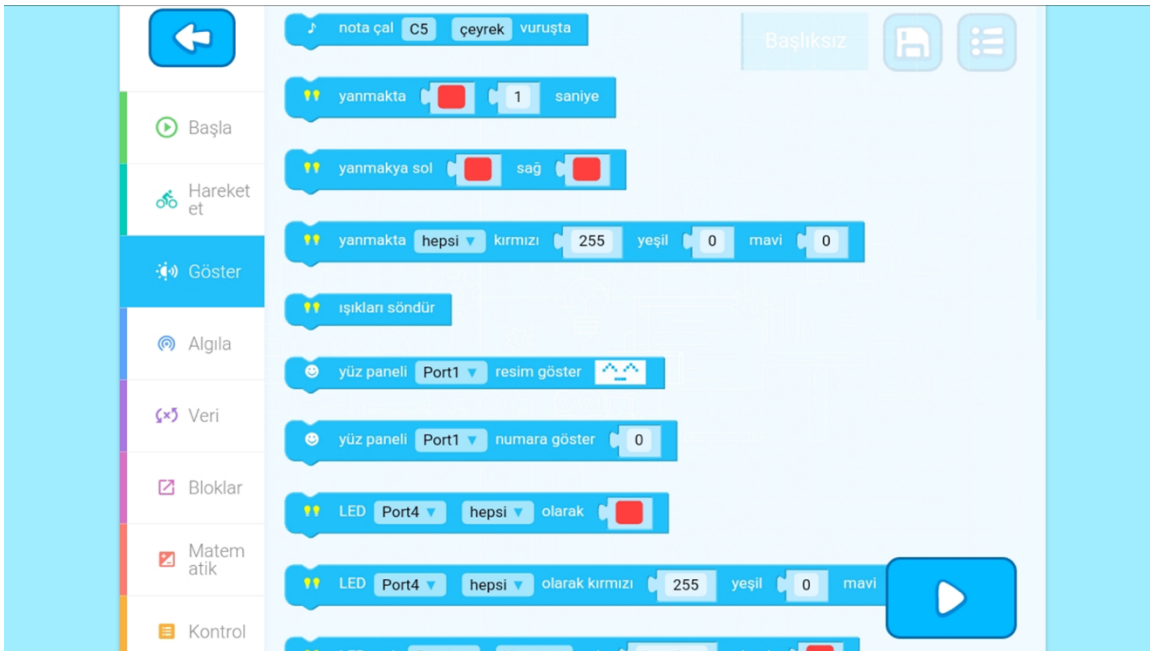 nota çal C5 çeyrek vuruşta
Başlıksız
yanmakta 1 saniye
Başla
yanmakya sol sağ
Hareket
et
yanmakta hepsi kırmızı 255 yeşil 0 mavi 0
Göster
ışıkları söndür
Algıla
yüz paneli Port1 resim göster
Veri
yüz paneli Port1 numara göster 0
Bloklar
LED Port4 hepsi olarak
Matem
atik
LED Port4 hepsi olarak kırmızı 255 yeşil 0 mavi
Kontrol